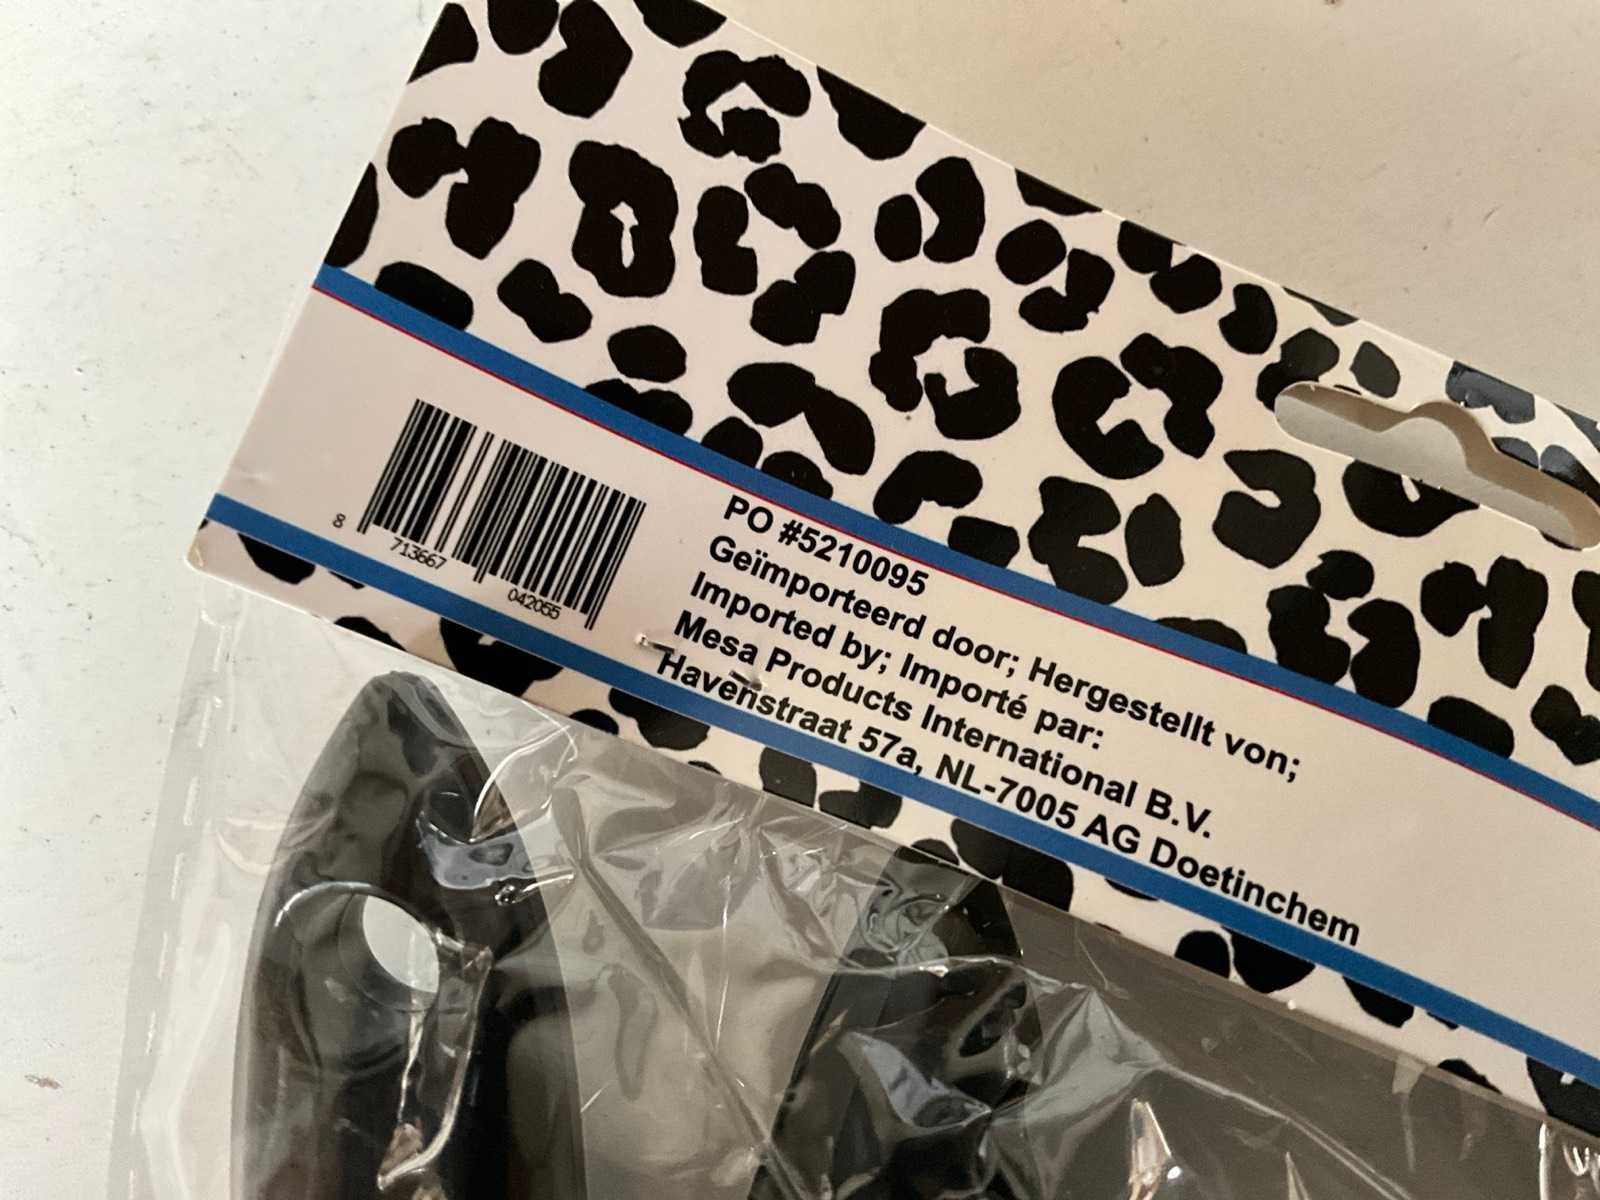 8 713667 042055
PO #5210095
Geïmporteerd door; Hergestellt von;
Imported by; Importé par:
Mesa Products International B.V.
Havenstraat 57a, NL-7005 AG Doetinchem